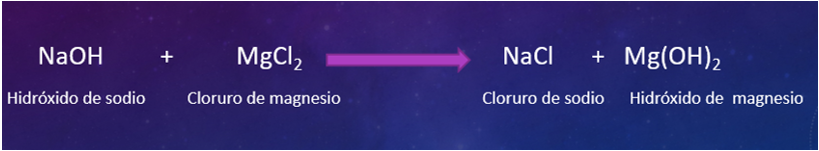 NaOH + MgCl₂ NaCl + Mg(OH)₂
Hidróxido de sodio Cloruro de magnesio Cloruro de sodio Hidróxido de magnesio